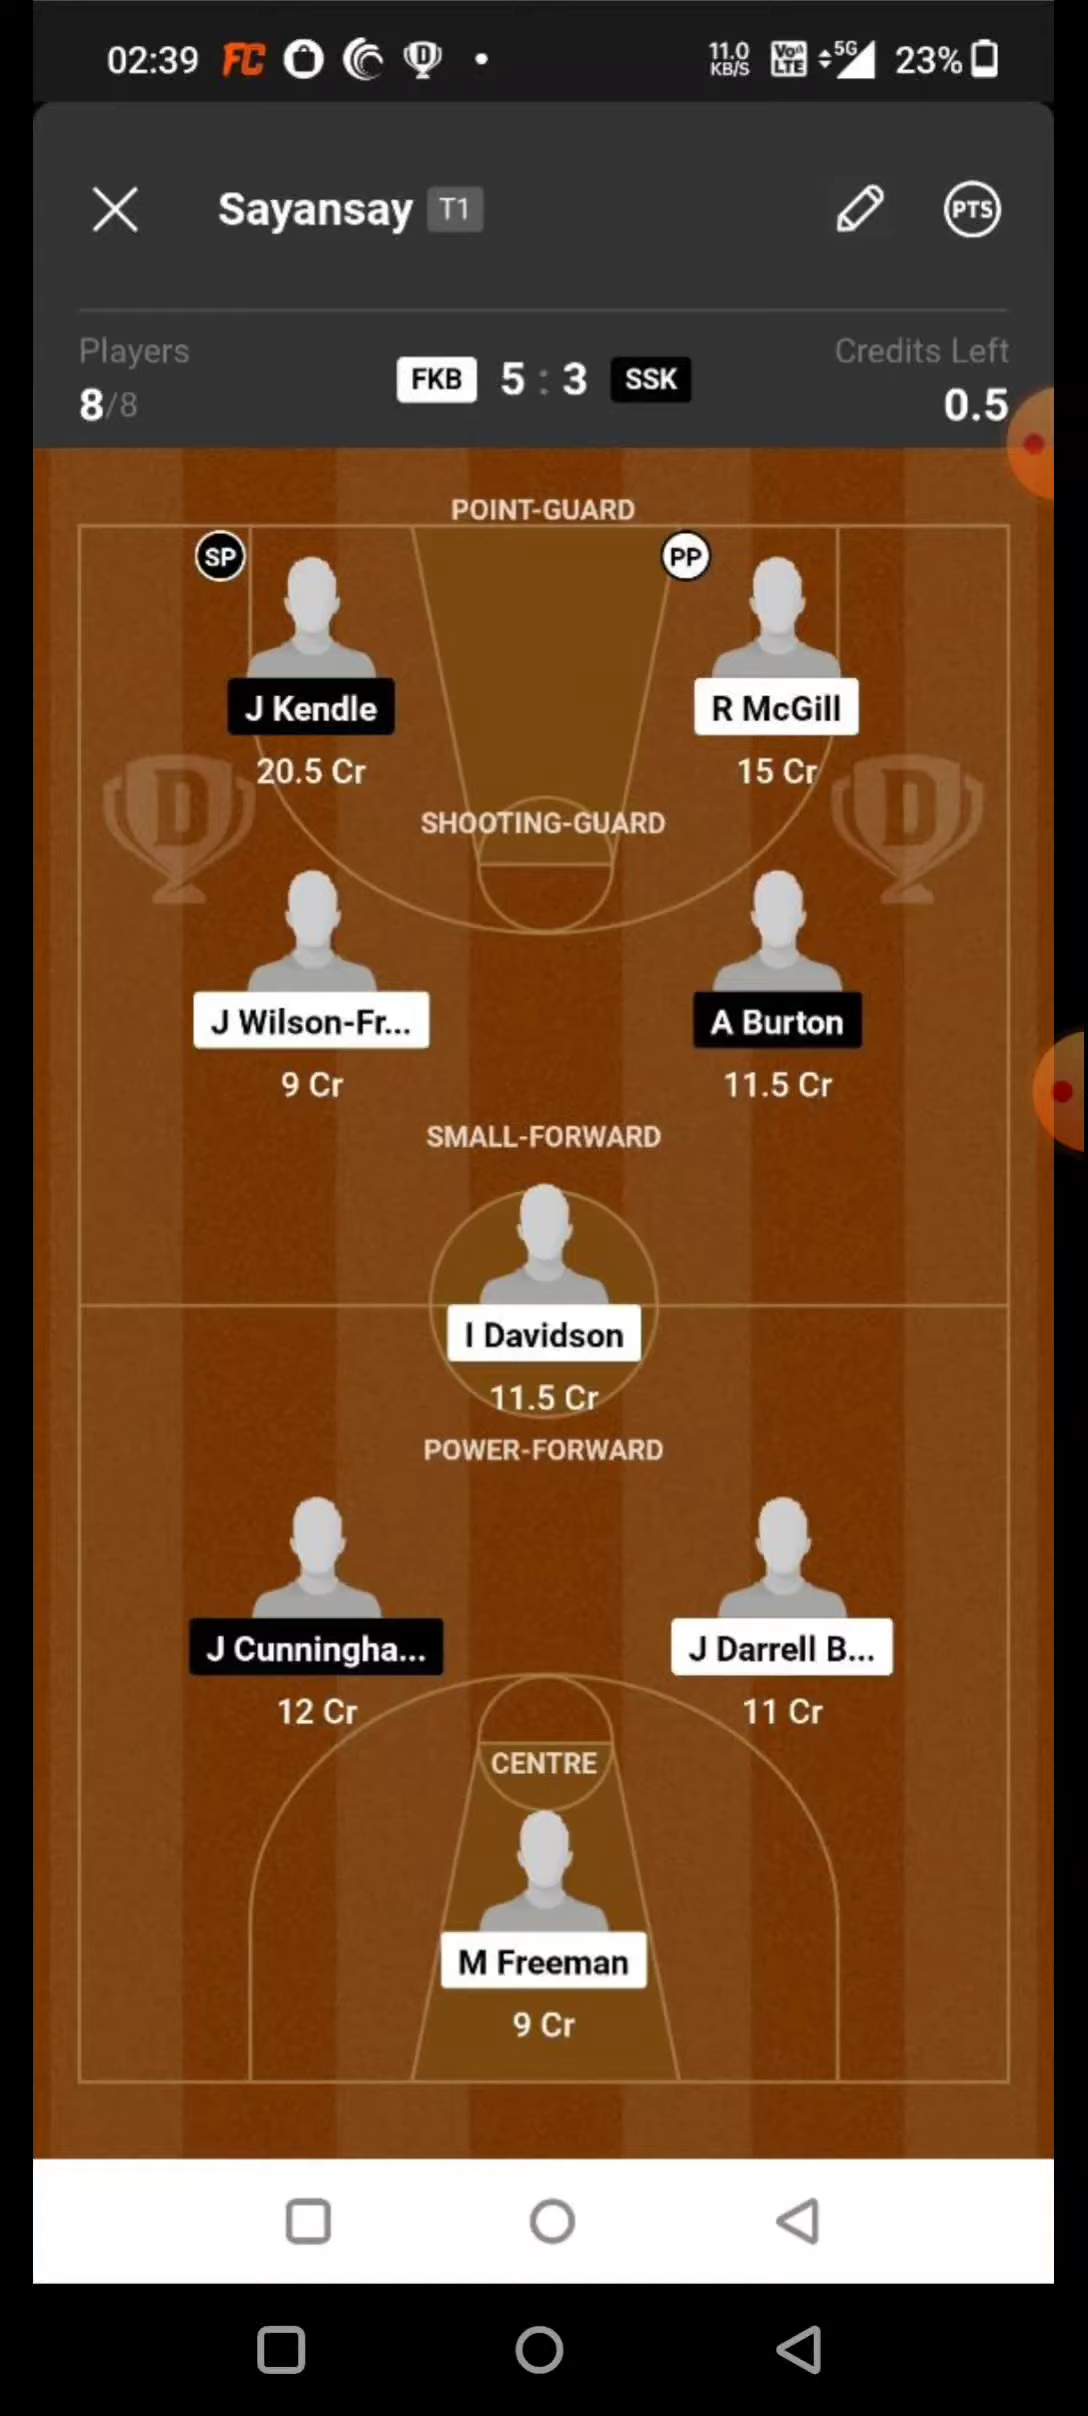 02:39 FC D 11.0 KB/S VoLTE 5G 23%
Sayansay T1 PTS
Players Credits Left
8/8 FKB 5 : 3 SSK 0.5
POINT-GUARD
SP PP
J Kendle R McGill
20.5 Cr 15 Cr
D D
SHOOTING-GUARD
J Wilson-Fr... A Burton
9 Cr 11.5 Cr
SMALL-FORWARD
I Davidson
11.5 Cr
POWER-FORWARD
J Cunningha... J Darrell B...
12 Cr 11 Cr
CENTRE
M Freeman
9 Cr